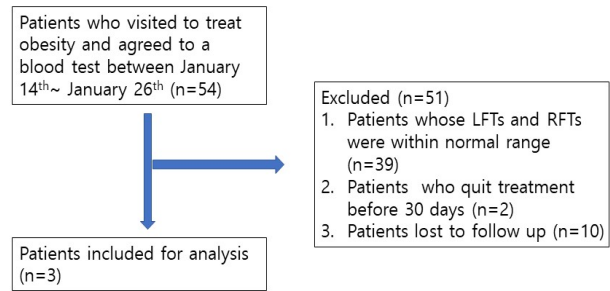 Patients who visited to treat
obesity and agreed to a
blood test between January
14th~ January 26th (n=54)
Excluded (n=51)
1. Patients whose LFTs and RFTs
were within normal range
(n=39)
2. Patients who quit treatment
before 30 days (n=2)
3. Patients lost to follow up (n=10)
Patients included for analysis
(n=3)